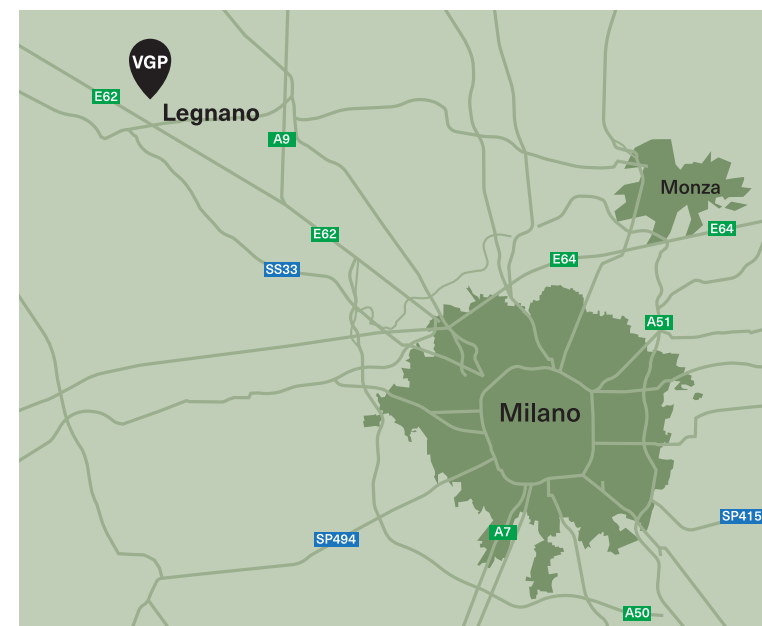 VGP
E62
Legnano
A9
Monza
E62
E64
E64
SS33
A51
Milano
SP415
A7
SP494
A50